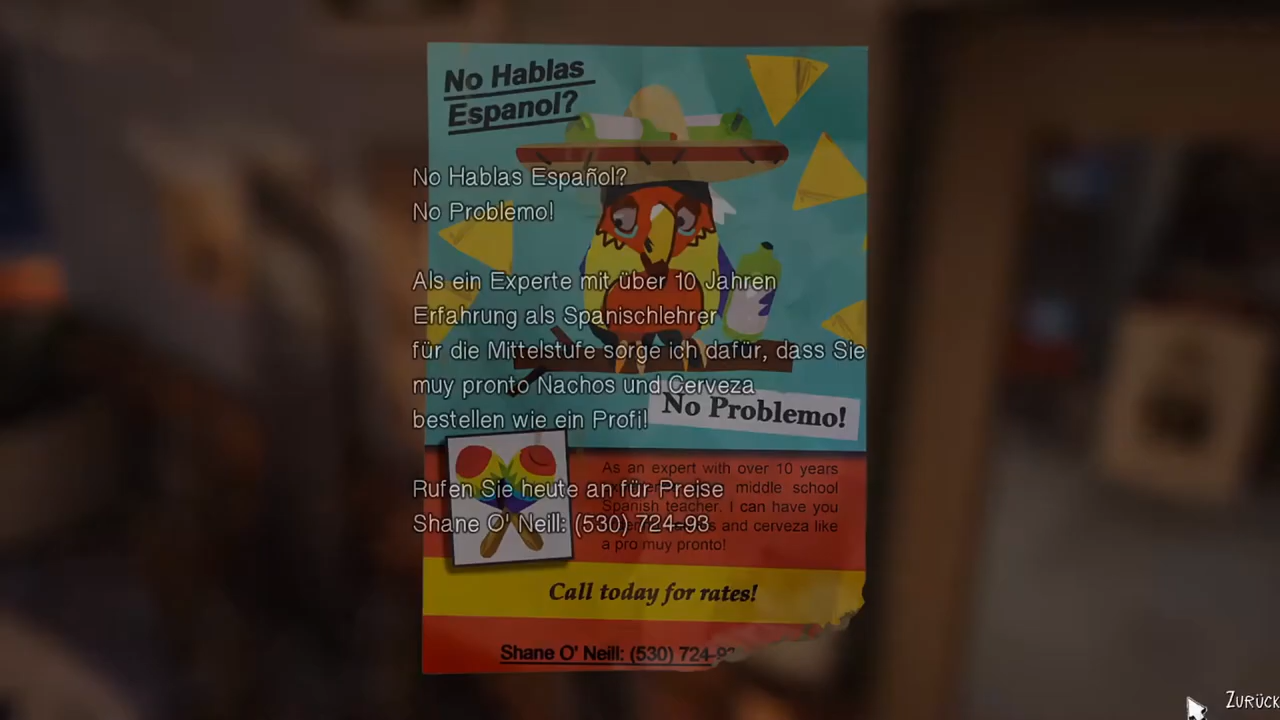 No Hablas
Espanol?
No Hablas Español?
No Problemo!
Als ein Experte mit über 10 Jahren
Erfahrung als Spanischlehrer
für die Mittelstufe sorge ich dafür, dass Sie
muy pronto Nachos und Cerveza
bestellen wie ein Profi!
No Problemo!
As an expert with over 10 years
middle school
Spanish teacher. I can have you
and cerveza like
a pro muy pronto!
Rufen Sie heute an für Preise
Shane O' Neill: (530) 724-93
Call today for rates!
Shane O' Neill: (530) 724-93
Zurück